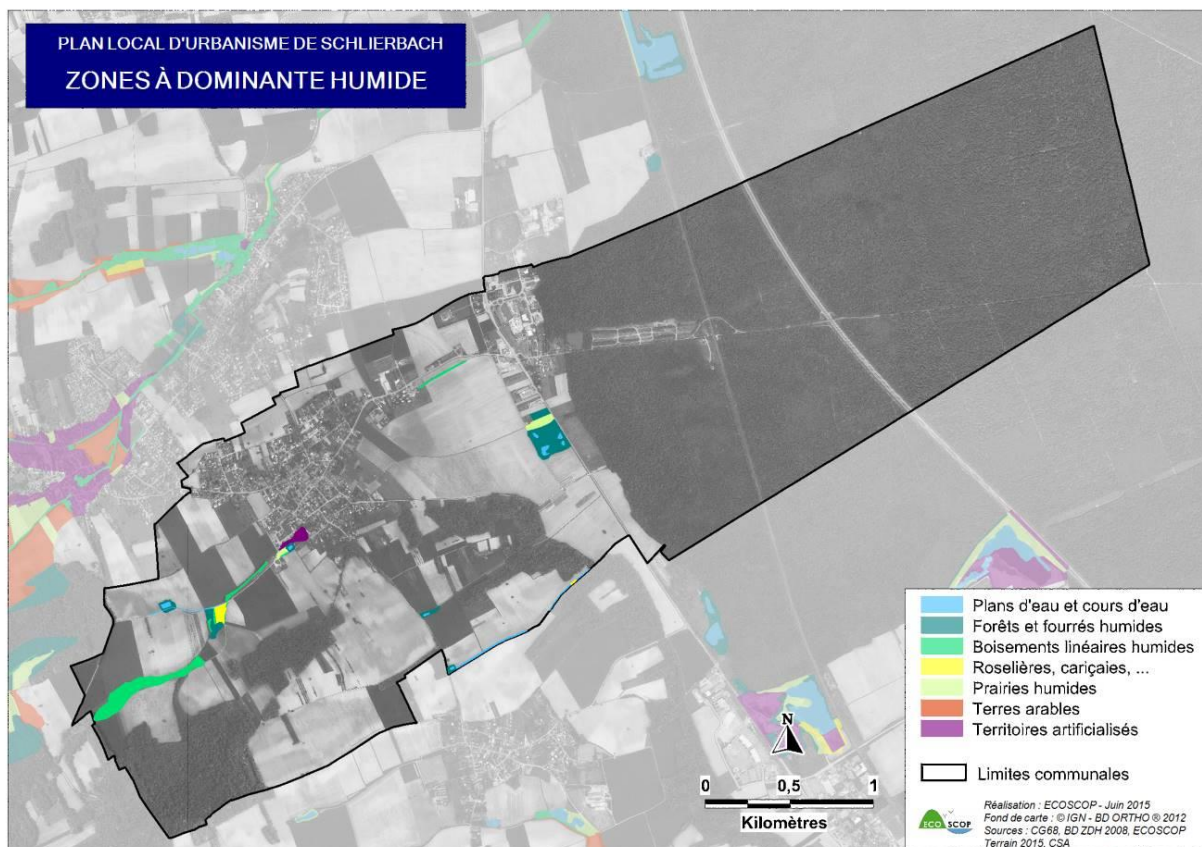 PLAN LOCAL D'URBANISME DE SCHLIERBACH
ZONES À DOMINANTE HUMIDE
Plans d'eau et cours d'eau
Forêts et fourrés humides
Boisements linéaires humides
Roselières, cariçaies, ...
Prairies humides
Terres arables
Territoires artificialisés
Limites communales
N
0 0,5 1
Kilomètres
ECO SCOP
Réalisation : ECOSCOP - Juin 2015
Fond de carte : © IGN - BD ORTHO ® 2012
Sources : CG68, BD ZDH 2008, ECOSCOP
Terrain 2015, CSA